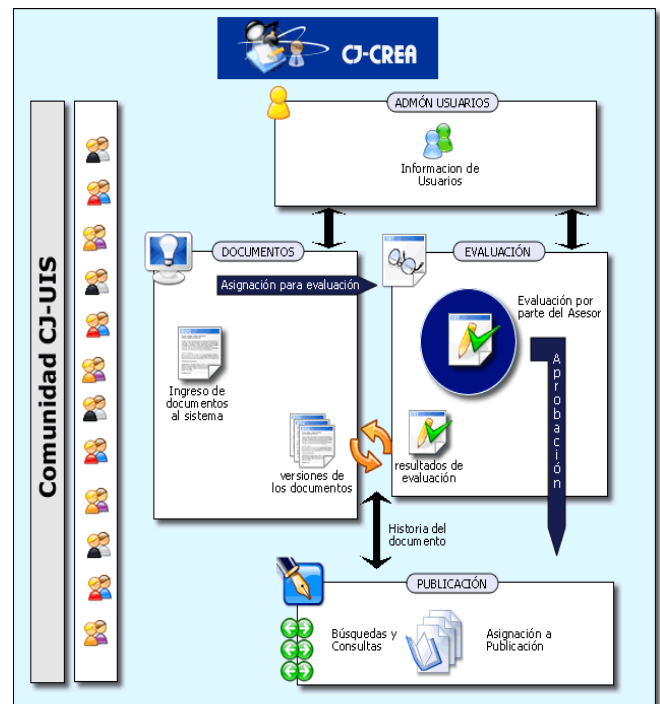 CJ-CREA
ADMÓN USUARIOS
Informacion de
Usuarios
Comunidad CJ-UIS
DOCUMENTOS
Asignación para evaluación
Ingreso de
documentos
al sistema
versiones de
los documentos
EVALUACIÓN
Evaluación por
parte del Asesor
Aprobación
resultados de
evaluación
Historia del
documento
PUBLICACIÓN
Búsquedas y
Consultas
Asignación a
Publicación